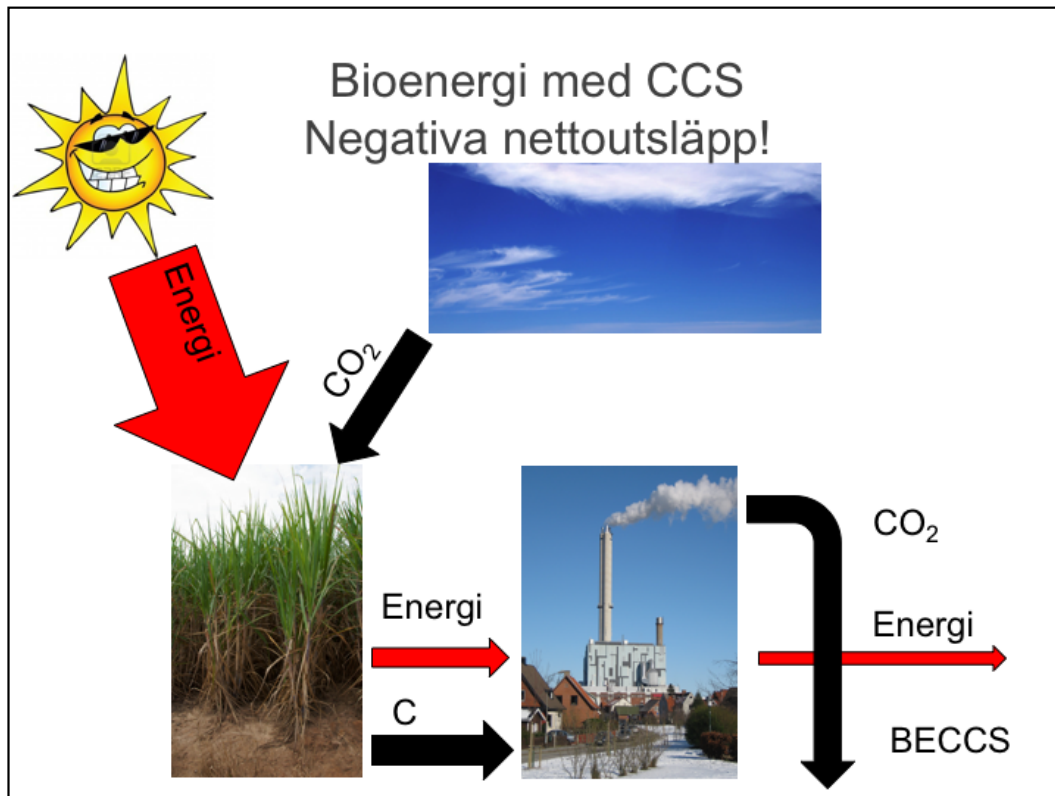 Bioenergi med CCS
Negativa nettoutsläpp!
Energi
CO₂
Energi
C
CO₂
Energi
BECCS